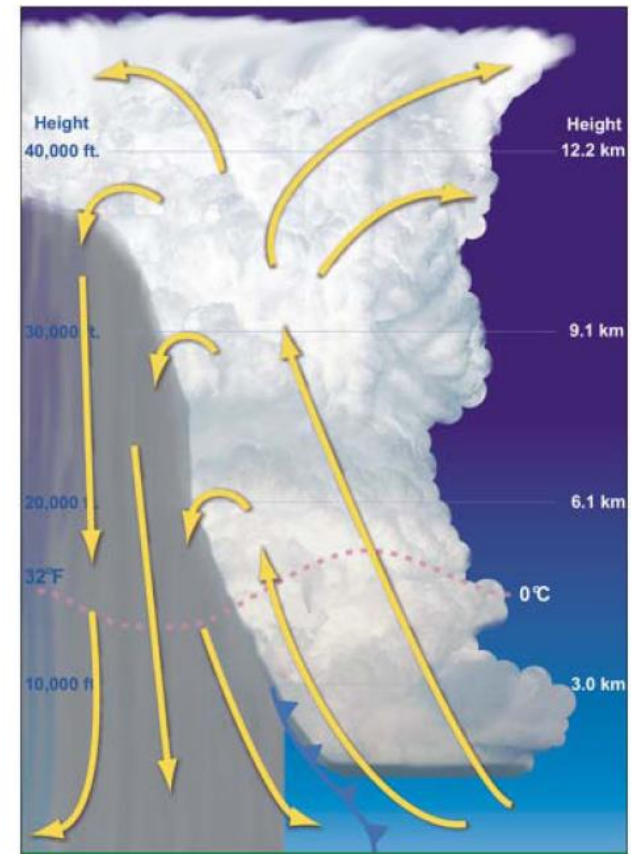 Height
40,000 ft.
Height
12.2 km
30,000 ft.
9.1 km
20,000 ft.
6.1 km
32°F
0°C
10,000 ft
3.0 km